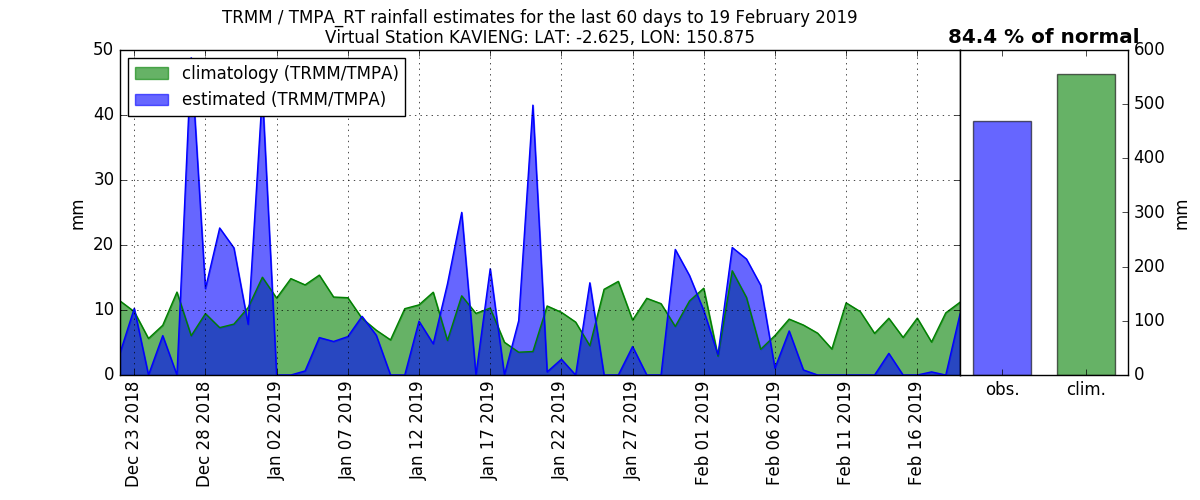 TRMM / TMPA_RT rainfall estimates for the last 60 days to 19 February 2019
Virtual Station KAVIENG: LAT: -2.625, LON: 150.875
84.4 % of normal
climatology (TRMM/TMPA)
estimated (TRMM/TMPA)
50
40
30
20
10
0
mm
Dec 23 2018
Dec 28 2018
Jan 02 2019
Jan 07 2019
Jan 12 2019
Jan 17 2019
Jan 22 2019
Jan 27 2019
Feb 01 2019
Feb 06 2019
Feb 11 2019
Feb 16 2019
600
500
400
300
200
100
0
mm
obs.
clim.